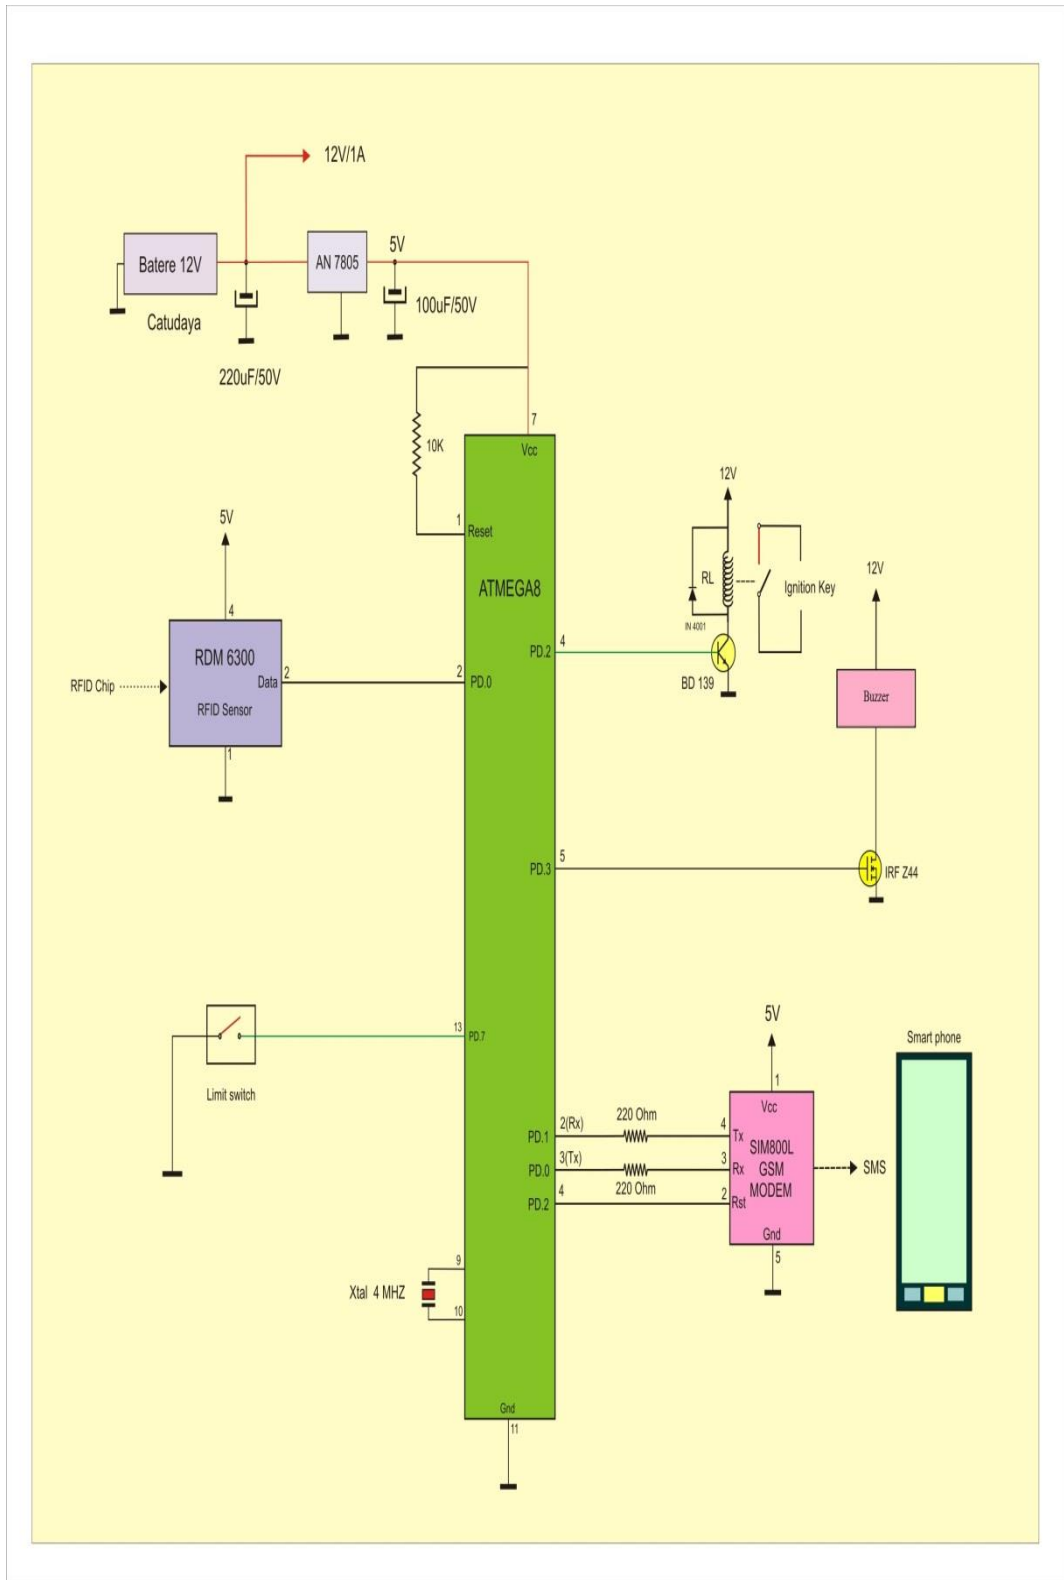 12V/1A
Batere 12V
AN 7805
5V
100uF/50V
Catudaya
220uF/50V
7
Vcc
10K
1
Reset
ATMEGA8
12V
RL
Ignition Key
IN 4001
4
PD.2
BD 139
12V
Buzzer
5V
4
RDM 6300
Data
2
RFID Chip
RFID Sensor
1
2
PD.0
PD.3
5
IRF Z44
13
PD.7
Limit switch
5V
1
Smart phone
Vcc
PD.1
2(Rx)
220 Ohm
4
Tx
PD.0
3(Tx)
220 Ohm
3
Rx
SIM800L
GSM
MODEM
SMS
PD.2
4
2
Rst
Gnd
5
9
Xtal 4 MHZ
10
Gnd
11